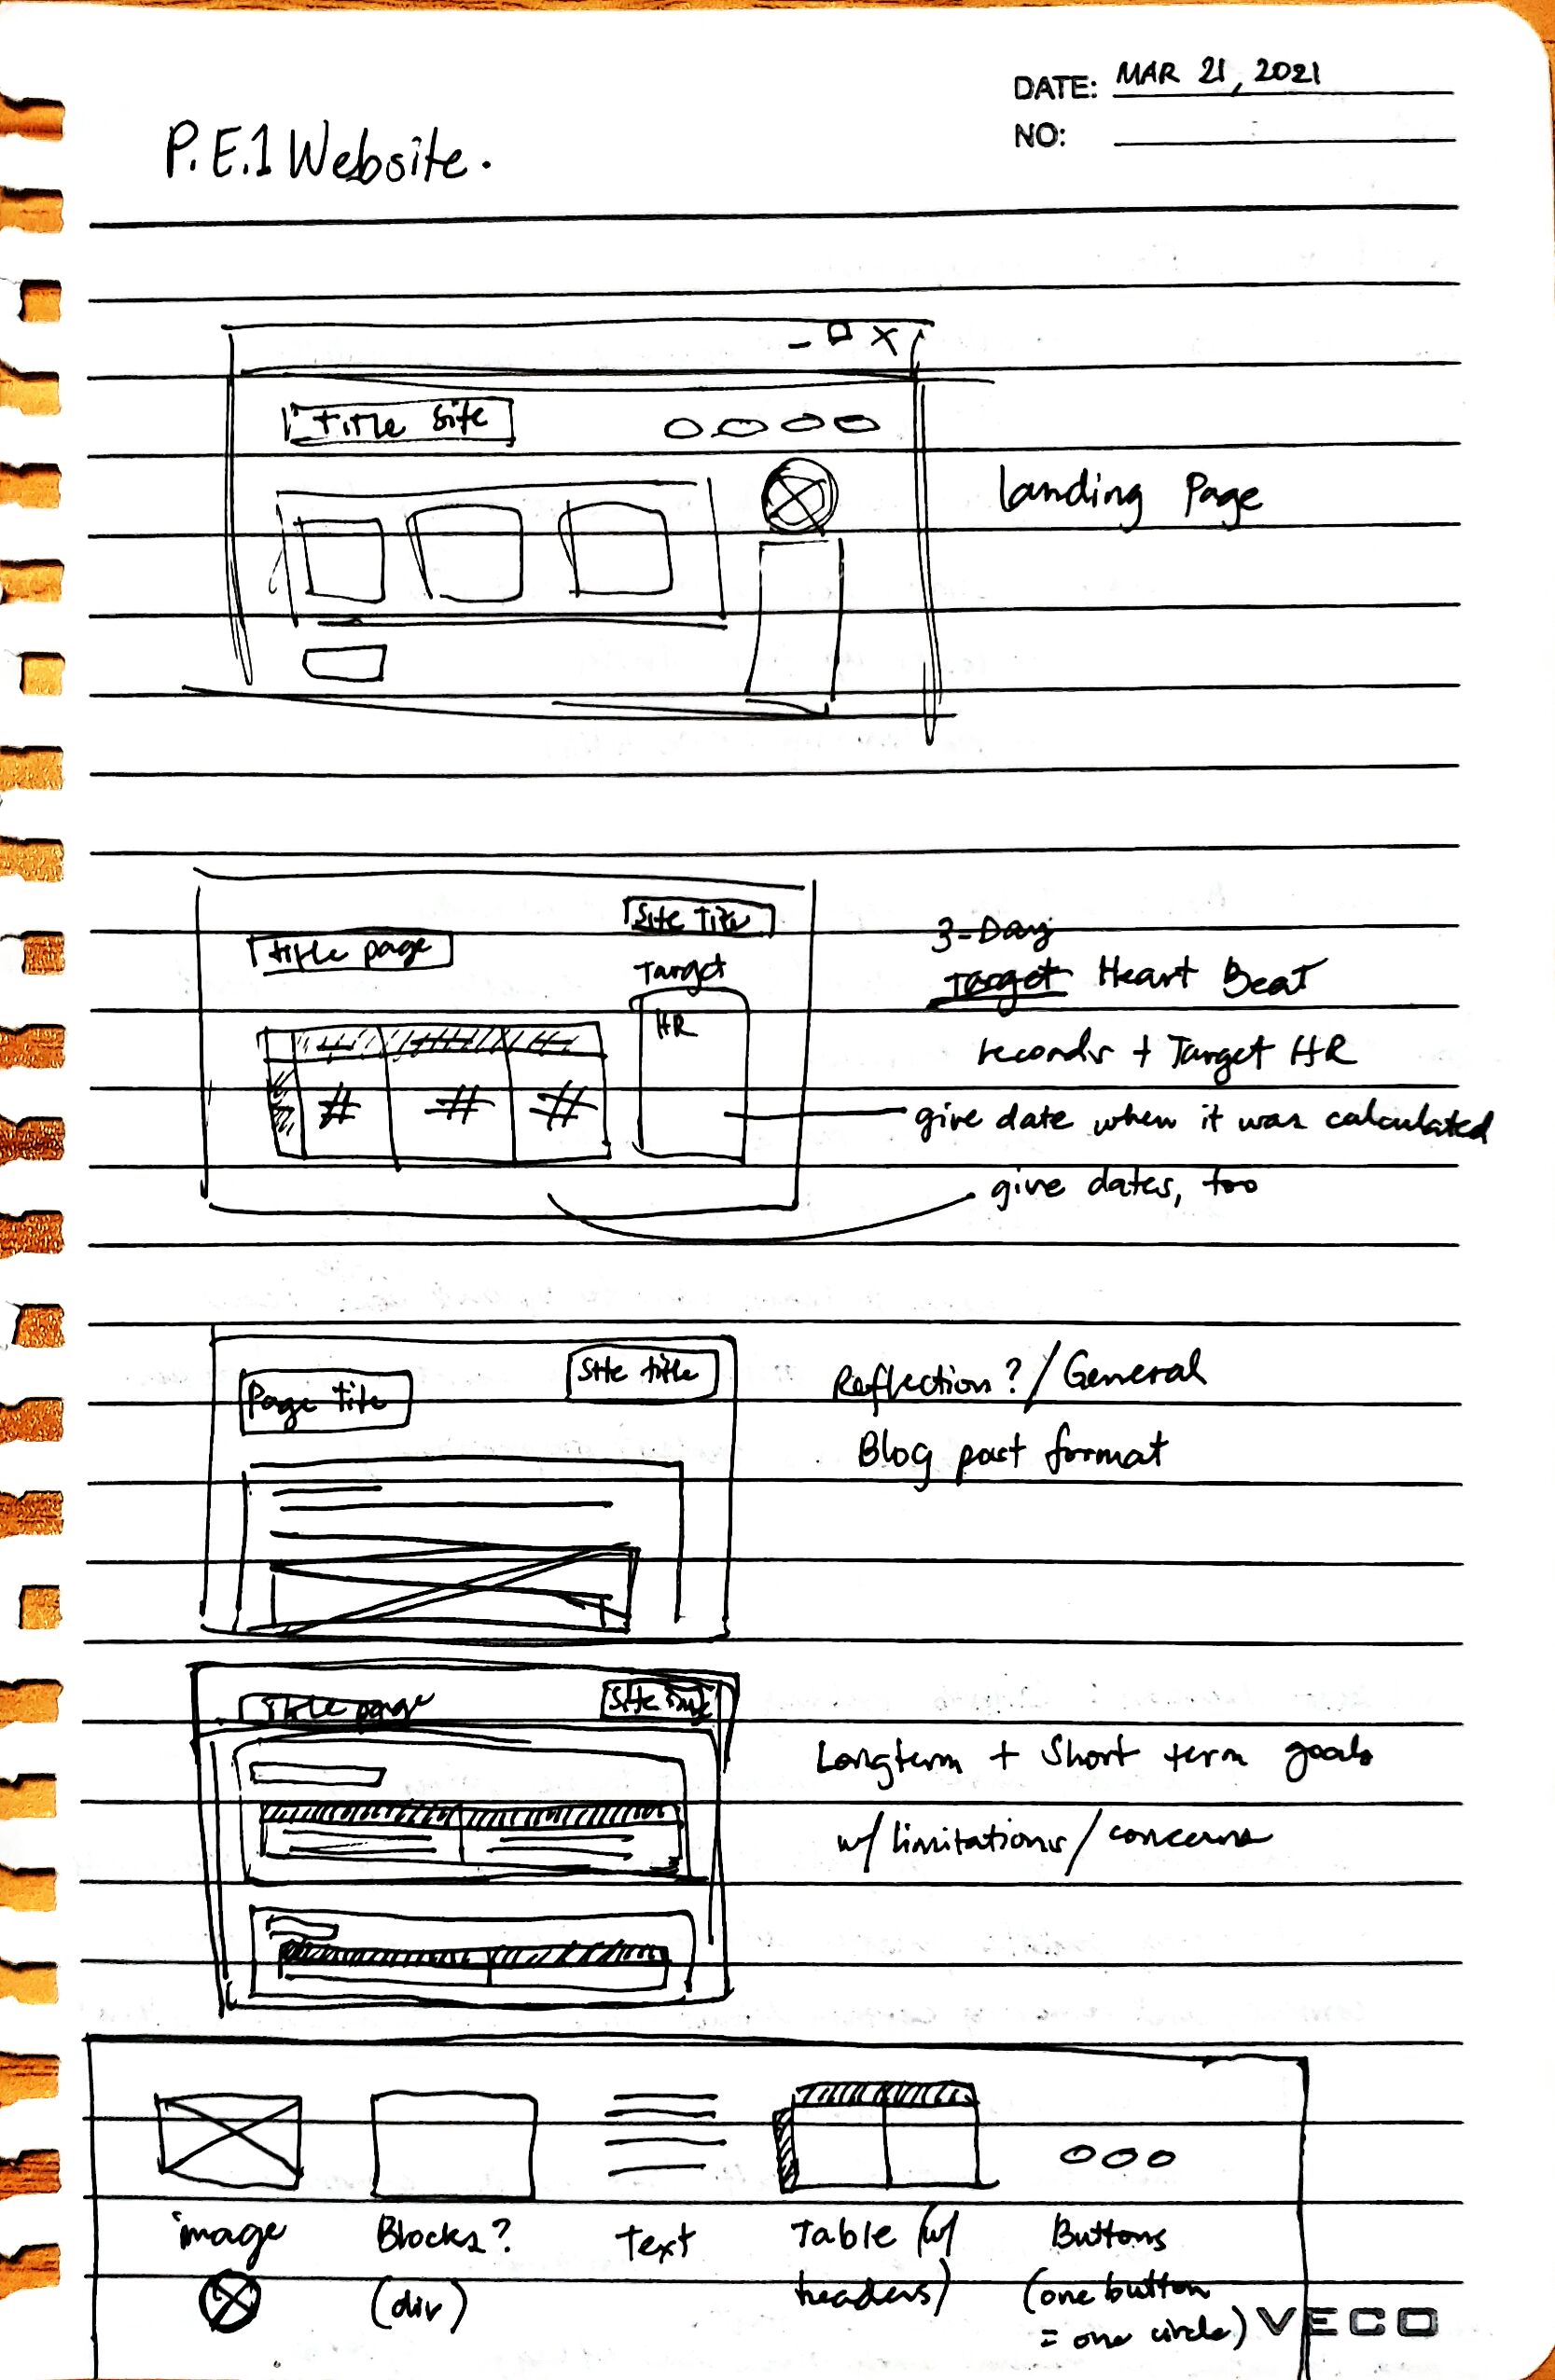 DATE: MAR 21, 2021
NO:
P.E.1 Website.
Title Site
Landing Page
Site Title
Title page
Target
HR
3-Day
Target Heart Beat
records + Target HR
give date when it was calculated
give dates, too
Site title
Page title
Reflection? / General
Blog post format
Title page
Site
Longterm + Short term goals
w/ limitations / concerns
image
Blocks?
(div)
Text
Table (w/
headers)
Buttons
(one button
= one circle)
VECO